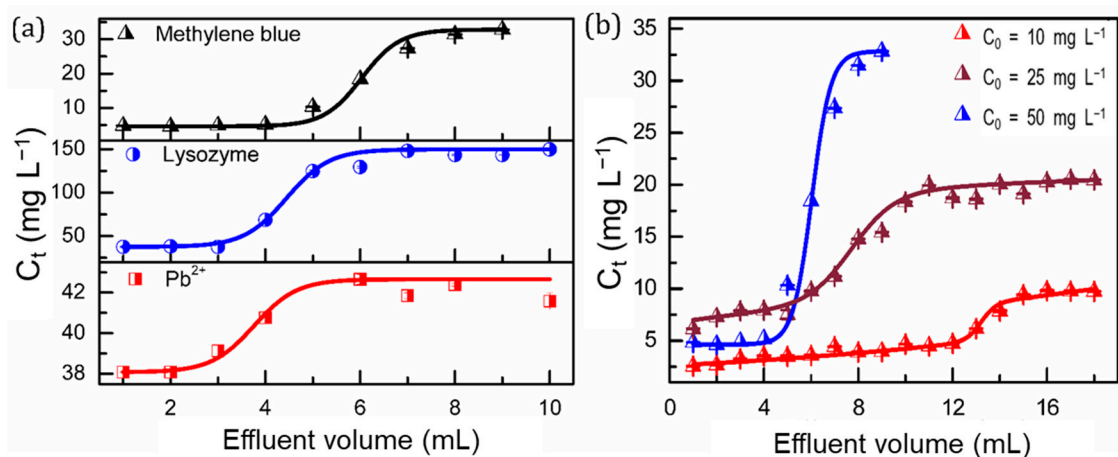 (a)
Methylene blue
30
20
10
Lysozyme
150
100
50
Pb²⁺
42
40
38
2 4 6 8 10
Effluent volume (mL)
Cₜ (mg L⁻¹)
(b)
C₀ = 10 mg L⁻¹
C₀ = 25 mg L⁻¹
C₀ = 50 mg L⁻¹
35
30
25
20
15
10
5
0 4 8 12 16
Effluent volume (mL)
Cₜ (mg L⁻¹)